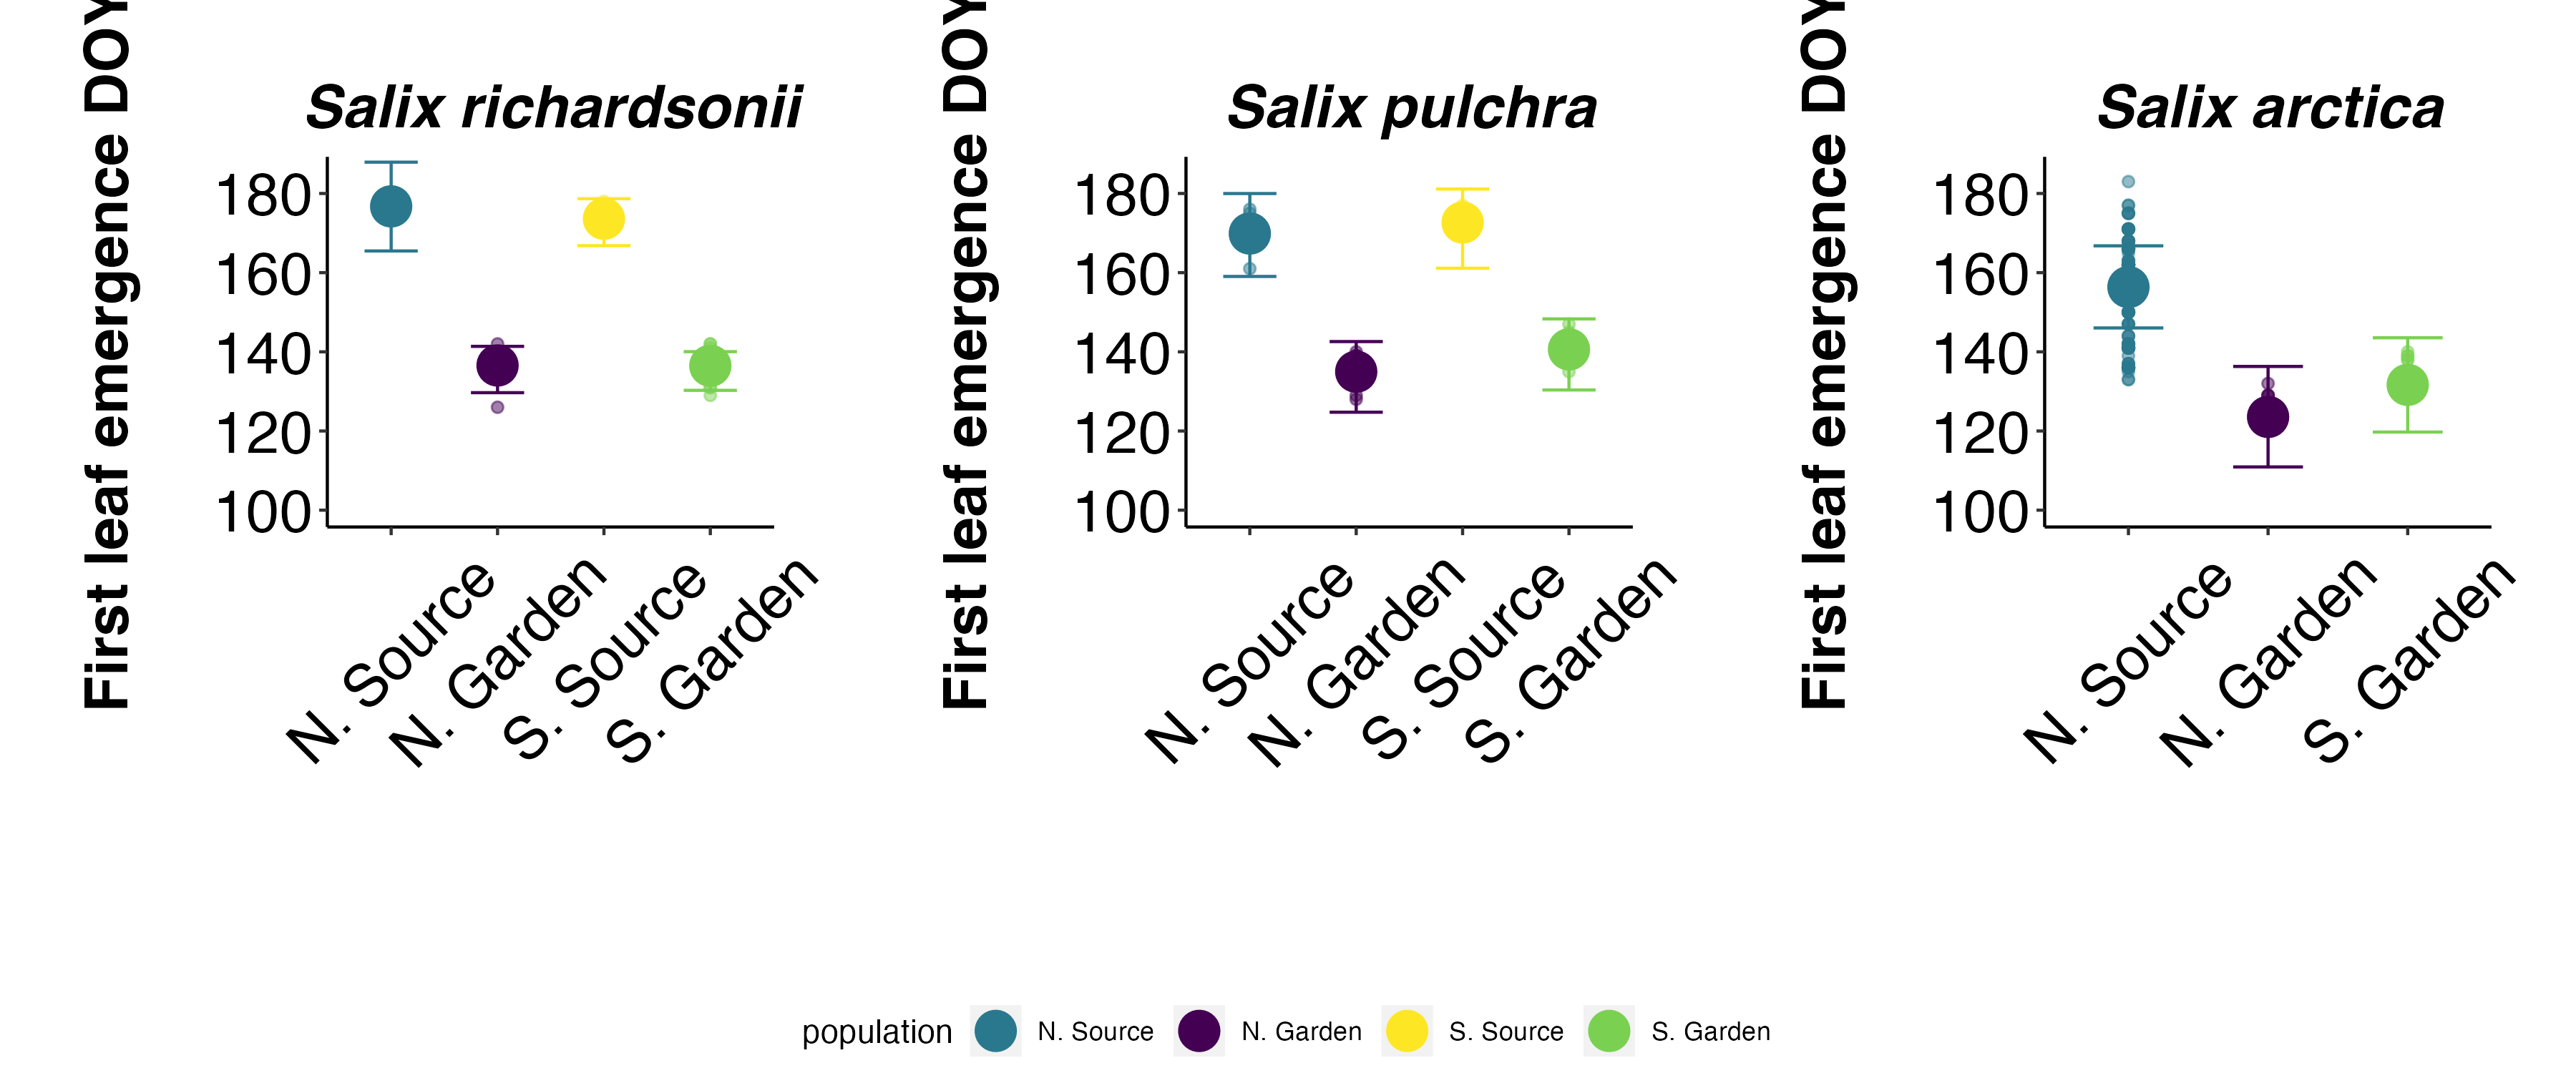 Salix richardsonii
First leaf emergence DOY
180
160
140
120
100
N. Source
N. Garden
S. Source
S. Garden
Salix pulchra
First leaf emergence DOY
180
160
140
120
100
N. Source
N. Garden
S. Source
S. Garden
Salix arctica
First leaf emergence DOY
180
160
140
120
100
N. Source
N. Garden
S. Garden
population N. Source N. Garden S. Source S. Garden